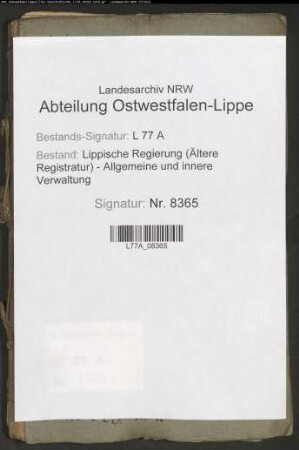 Landesarchiv NRW
Abteilung Ostwestfalen-Lippe
Bestands-Signatur: L 77 A
Bestand: Lippische Regierung (Ältere
Registratur) - Allgemeine und innere
Verwaltung
Signatur: Nr. 8365
L77A_08365